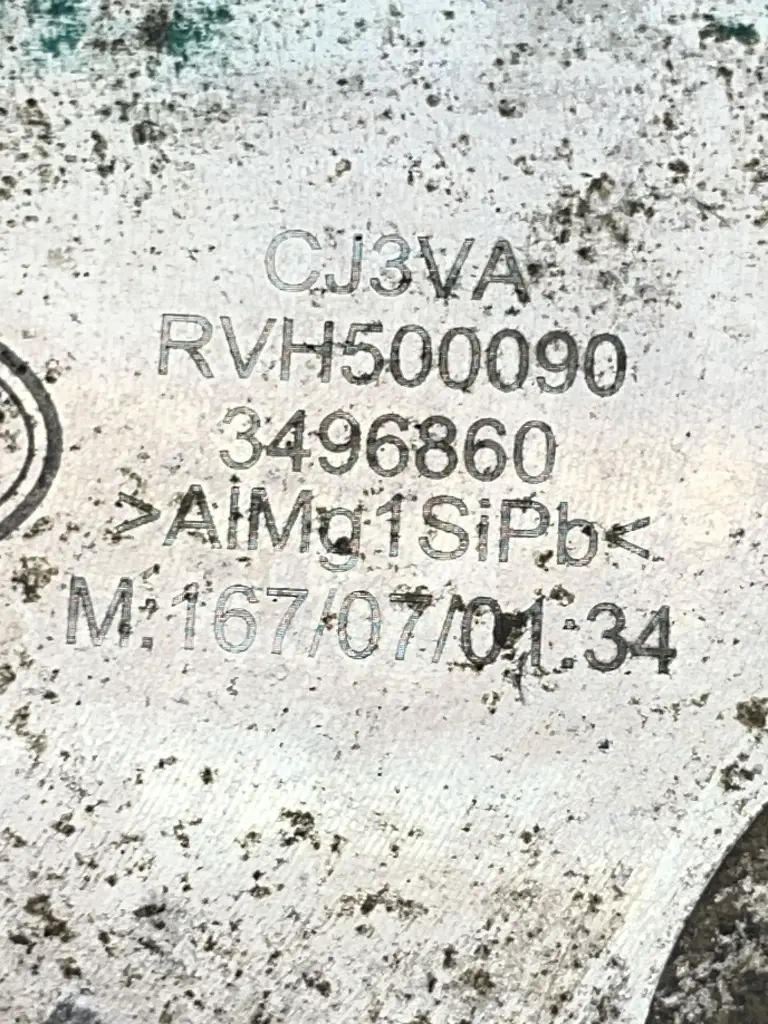 CJ3VA
RVH500090
3496860
>AlMg1SiPb<
M.167/07/01:34